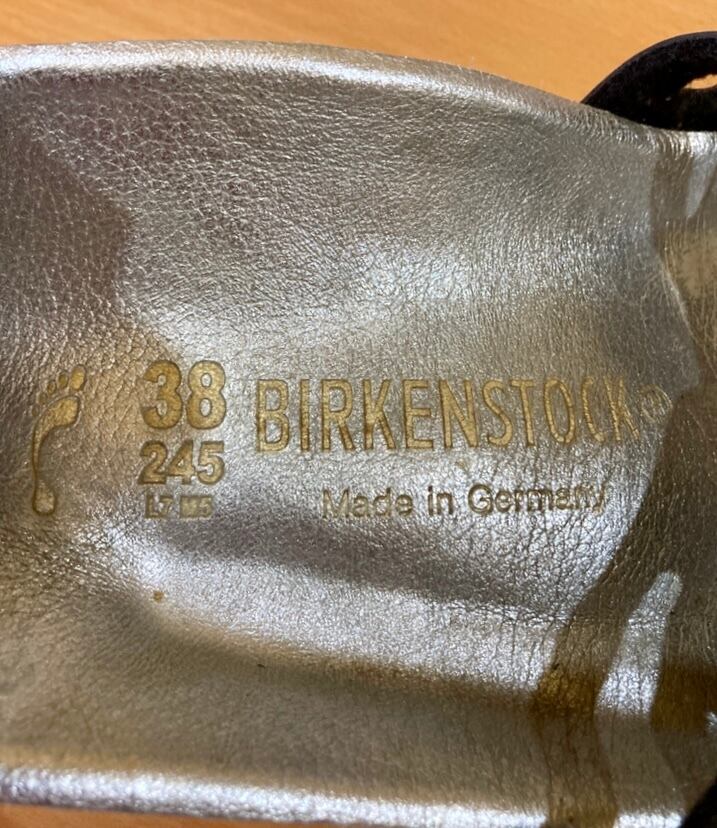 38
245
L7 M5
BIRKENSTOCK®
Made in Germany